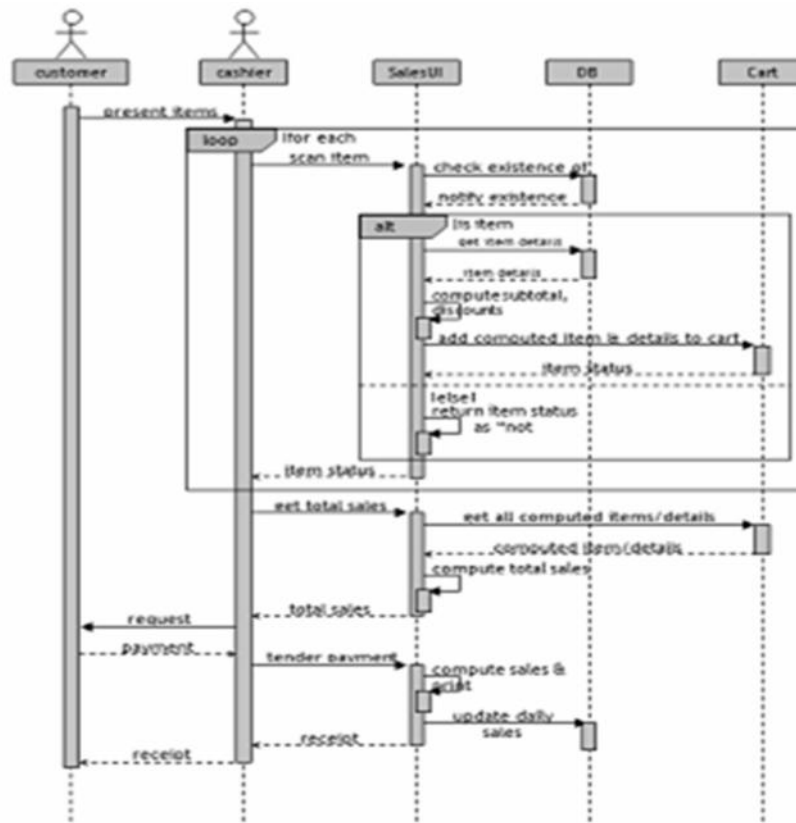 customer cashier SalesUI DB Cart
present items
loop [for each
scan item
check existence of
notify existence
alt [is item
get item details
item details
compute subtotal,
discounts
add computed item & details to cart
item status
[else]
return item status
as "not
item status
get total sales
get all computed items/details
computed item/details
compute total sales
total sales
request
payment
tender payment
compute sales &
print
update daily
sales
receipt
receipt